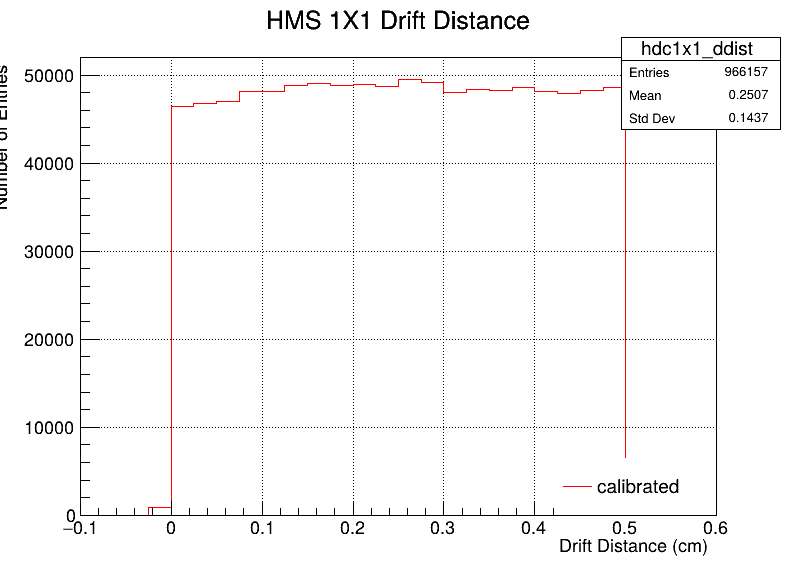 HMS 1X1 Drift Distance
hdc1x1_ddist
Entries 966157
Mean 0.2507
Std Dev 0.1437
Number of Entries
50000
40000
30000
20000
10000
0
calibrated
−0.1 0 0.1 0.2 0.3 0.4 0.5 0.6
Drift Distance (cm)